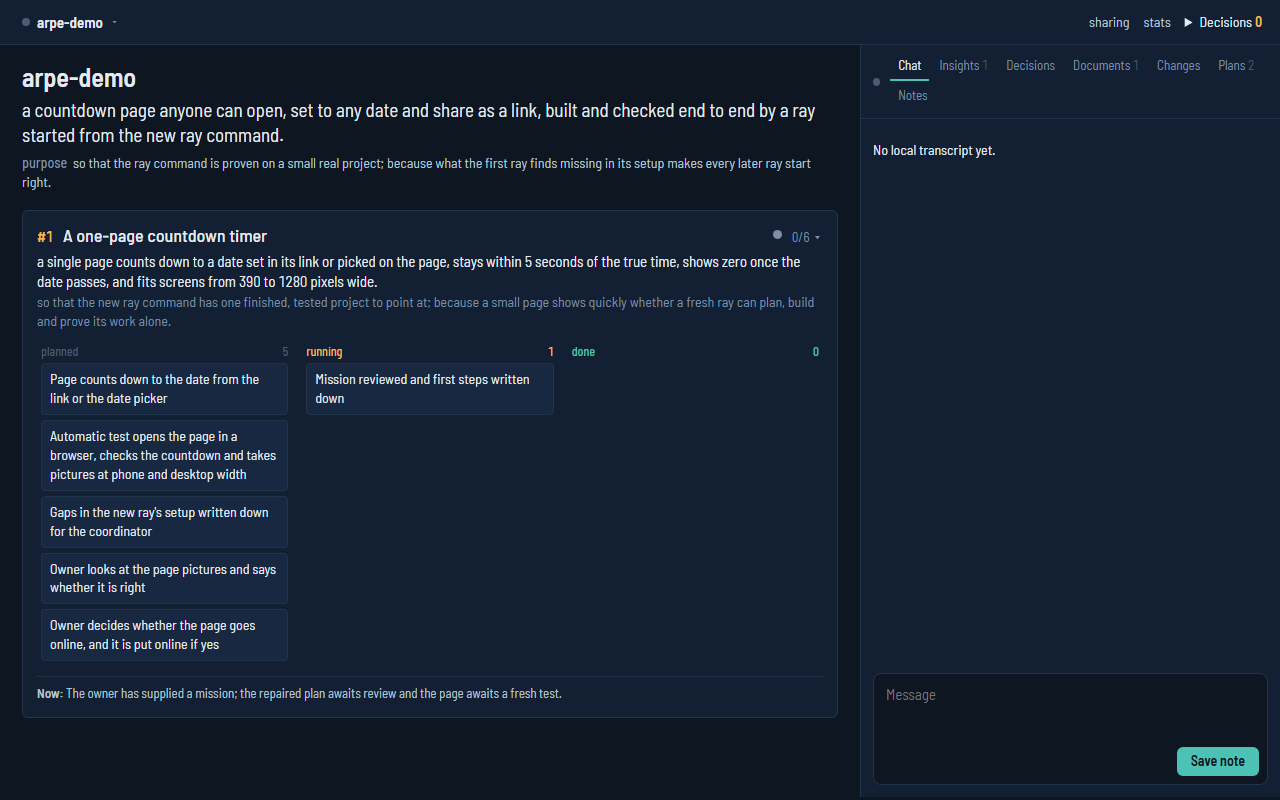 arpe-demo
sharing stats ▶ Decisions 0
arpe-demo
a countdown page anyone can open, set to any date and share as a link, built and checked end to end by a ray
started from the new ray command.
purpose so that the ray command is proven on a small real project; because what the first ray finds missing in its setup makes every later ray start
right.
#1 A one-page countdown timer 0/6
a single page counts down to a date set in its link or picked on the page, stays within 5 seconds of the true time, shows zero once the
date passes, and fits screens from 390 to 1280 pixels wide.
so that the new ray command has one finished, tested project to point at; because a small page shows quickly whether a fresh ray can plan, build
and prove its work alone.
planned 5
Page counts down to the date from the
link or the date picker
Automatic test opens the page in a
browser, checks the countdown and takes
pictures at phone and desktop width
Gaps in the new ray's setup written down
for the coordinator
Owner looks at the page pictures and says
whether it is right
Owner decides whether the page goes
online, and it is put online if yes
running 1
Mission reviewed and first steps written
down
done 0
Now: The owner has supplied a mission; the repaired plan awaits review and the page awaits a fresh test.
Chat Insights 1 Decisions Documents 1 Changes Plans 2
Notes
No local transcript yet.
Message
Save note